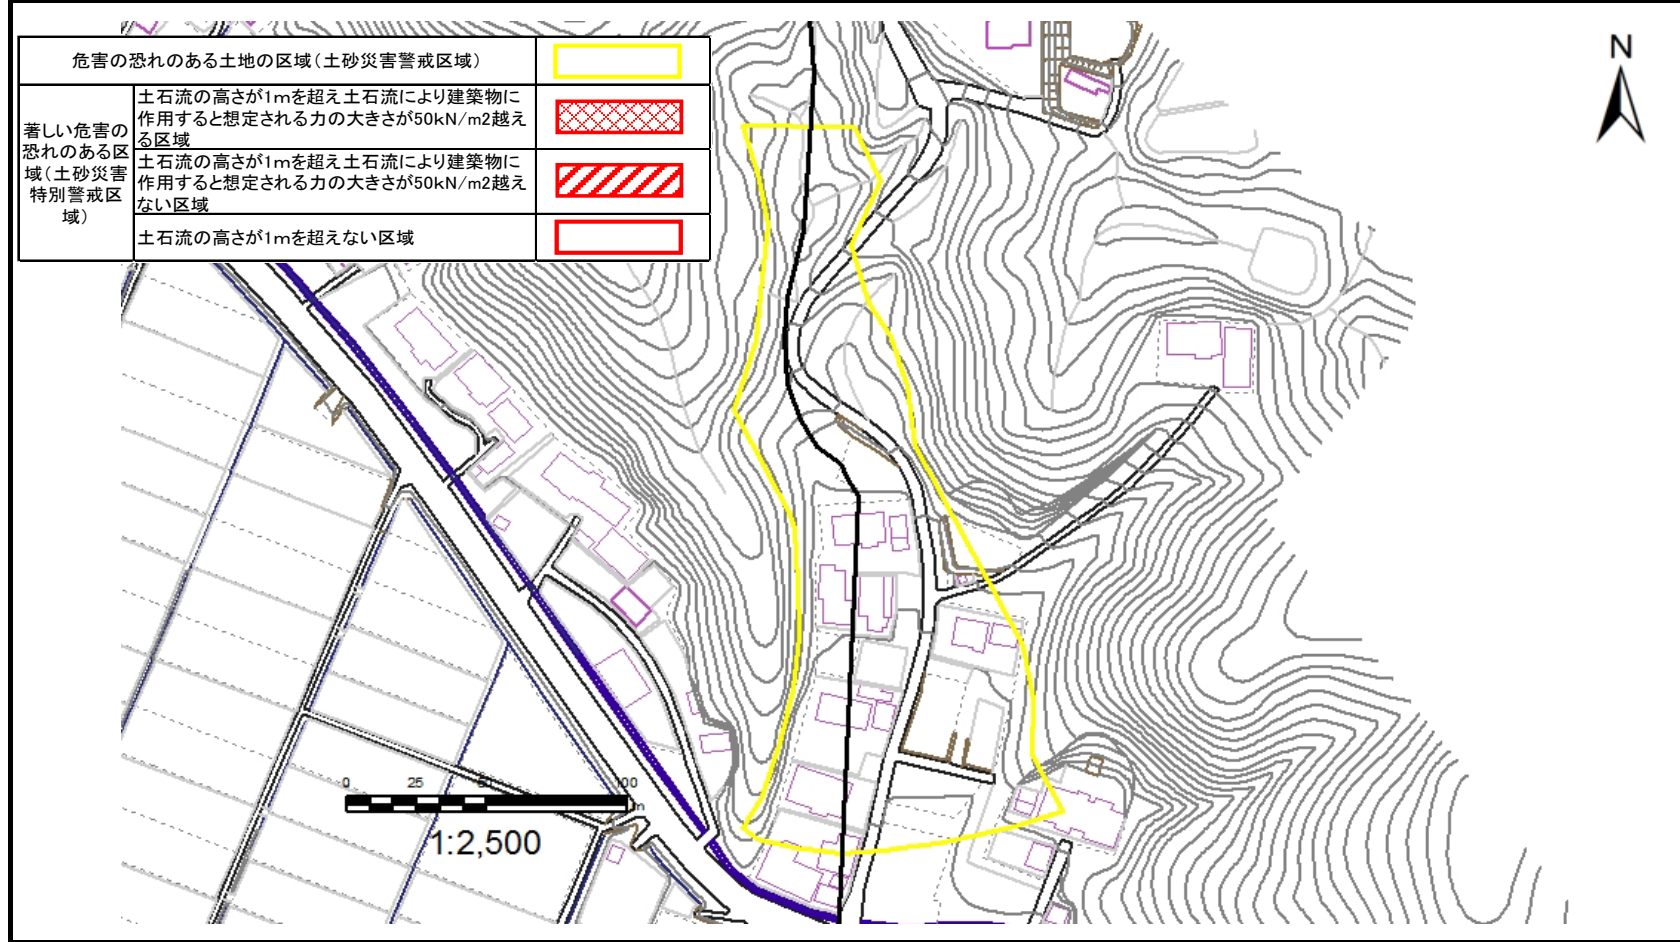 危害の恐れのある土地の区域（土砂災害警戒区域）
著しい危害の
恐れのある区
域（土砂災害
特別警戒区
域）
土石流の高さが1mを超え土石流により建築物に
作用すると想定される力の大きさが50kN/m2越え
る区域
土石流の高さが1mを超え土石流により建築物に
作用すると想定される力の大きさが50kN/m2越え
ない区域
土石流の高さが1mを超えない区域
N
0 25 50 100
m
1:2,500